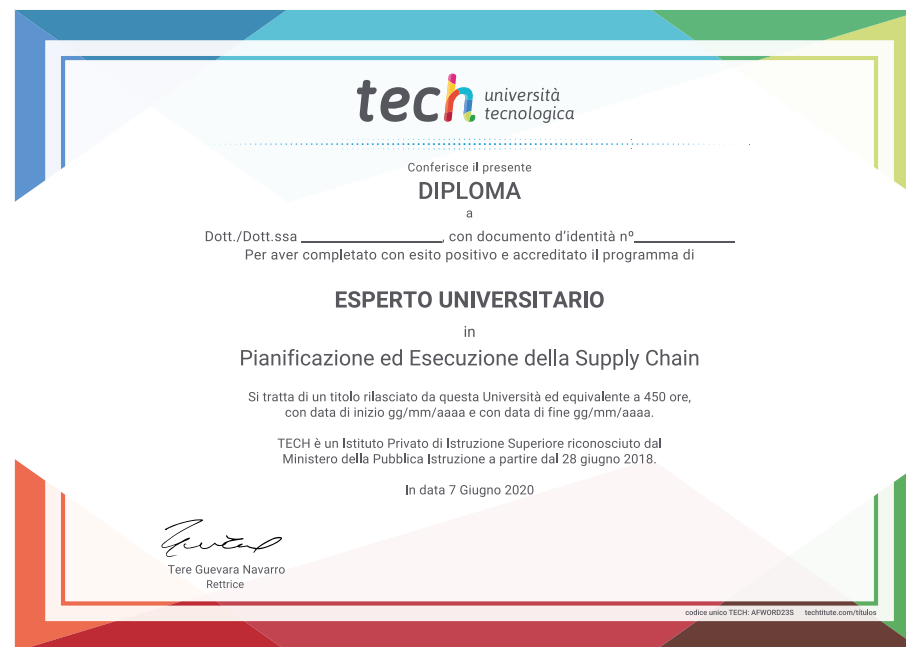 tech università
tecnologica
Conferisce il presente
DIPLOMA
a
Dott./Dott.ssa ____________________, con documento d'identità nº______________
Per aver completato con esito positivo e accreditato il programma di
ESPERTO UNIVERSITARIO
in
Pianificazione ed Esecuzione della Supply Chain
Si tratta di un titolo rilasciato da questa Università ed equivalente a 450 ore,
con data di inizio gg/mm/aaaa e con data di fine gg/mm/aaaa.
TECH è un Istituto Privato di Istruzione Superiore riconosciuto dal
Ministero della Pubblica Istruzione a partire dal 28 giugno 2018.
In data 7 Giugno 2020
Tere Guevara Navarro
Rettrice
codice unico TECH: AFWORD23S techtitute.com/títulos